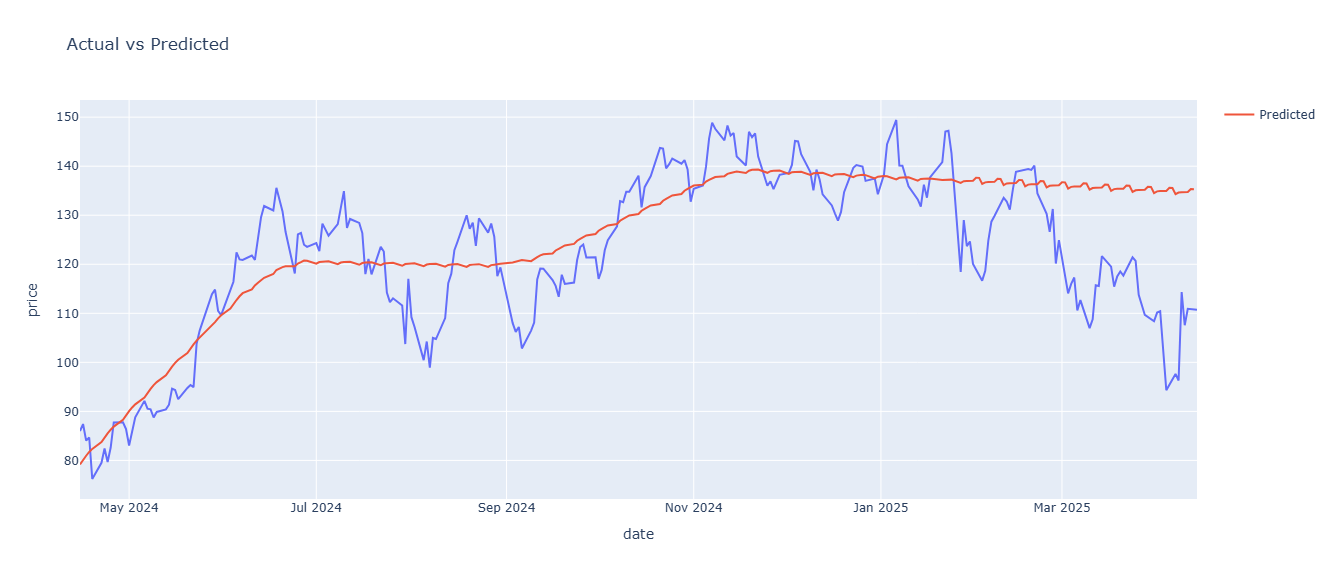 Actual vs Predicted
Predicted
150
140
130
120
110
100
90
80
price
May 2024
Jul 2024
Sep 2024
Nov 2024
Jan 2025
Mar 2025
date